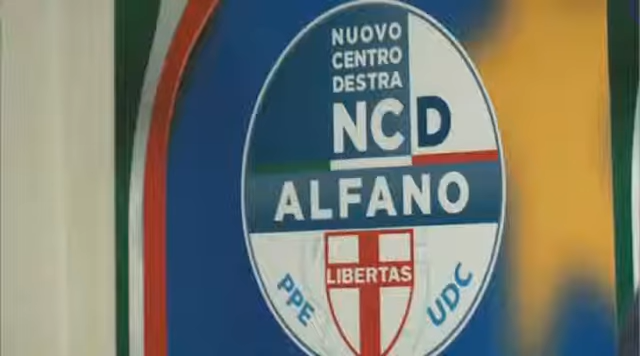 NUOVO
CENTRO
DESTRA
NCD
ALFANO
LIBERTAS
PPE
UDC